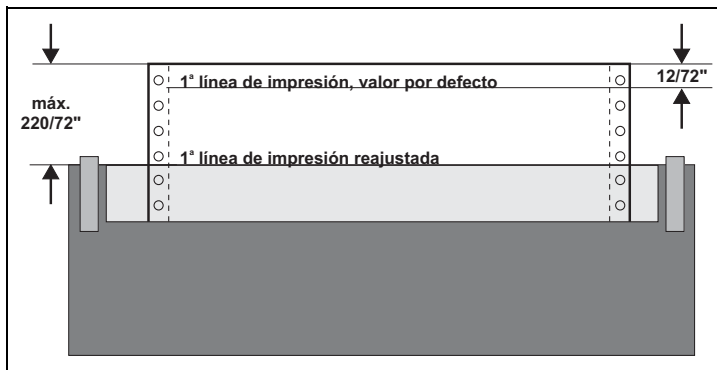 1ª línea de impresión, valor por defecto
12/72"
máx.
220/72"
1ª línea de impresión reajustada